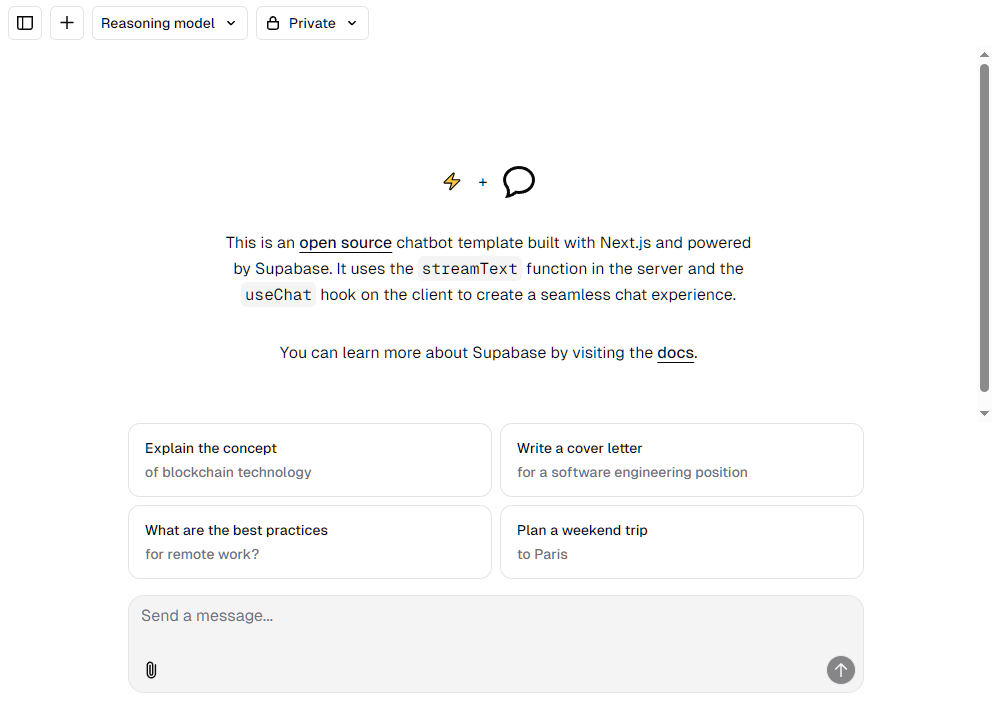 Reasoning model
Private
+
This is an open source chatbot template built with Next.js and powered
by Supabase. It uses the streamText function in the server and the
useChat hook on the client to create a seamless chat experience.
You can learn more about Supabase by visiting the docs.
Explain the concept
of blockchain technology
Write a cover letter
for a software engineering position
What are the best practices
for remote work?
Plan a weekend trip
to Paris
Send a message...